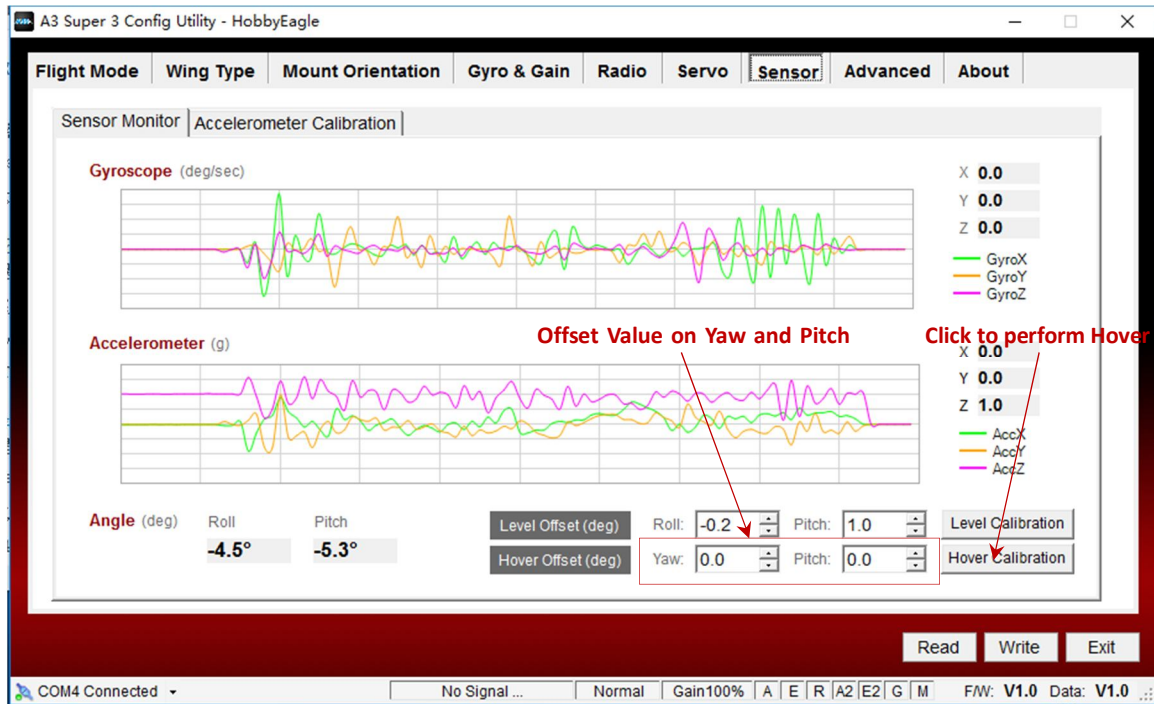 A3 Super 3 Config Utility - HobbyEagle
Flight Mode Wing Type Mount Orientation Gyro & Gain Radio Servo Sensor Advanced About
Sensor Monitor Accelerometer Calibration
Gyroscope (deg/sec)
X 0.0
Y 0.0
Z 0.0
GyroX
GyroY
GyroZ
Offset Value on Yaw and Pitch Click to perform Hover
Accelerometer (g)
X 0.0
Y 0.0
Z 1.0
AccX
AccY
AccZ
Angle (deg) Roll Pitch Level Offset (deg) Roll: -0.2 Pitch: 1.0 Level Calibration
-4.5° -5.3° Hover Offset (deg) Yaw: 0.0 Pitch: 0.0 Hover Calibration
Read Write Exit
COM4 Connected No Signal ... Normal Gain100% A E R A2 E2 G M F/W: V1.0 Data: V1.0